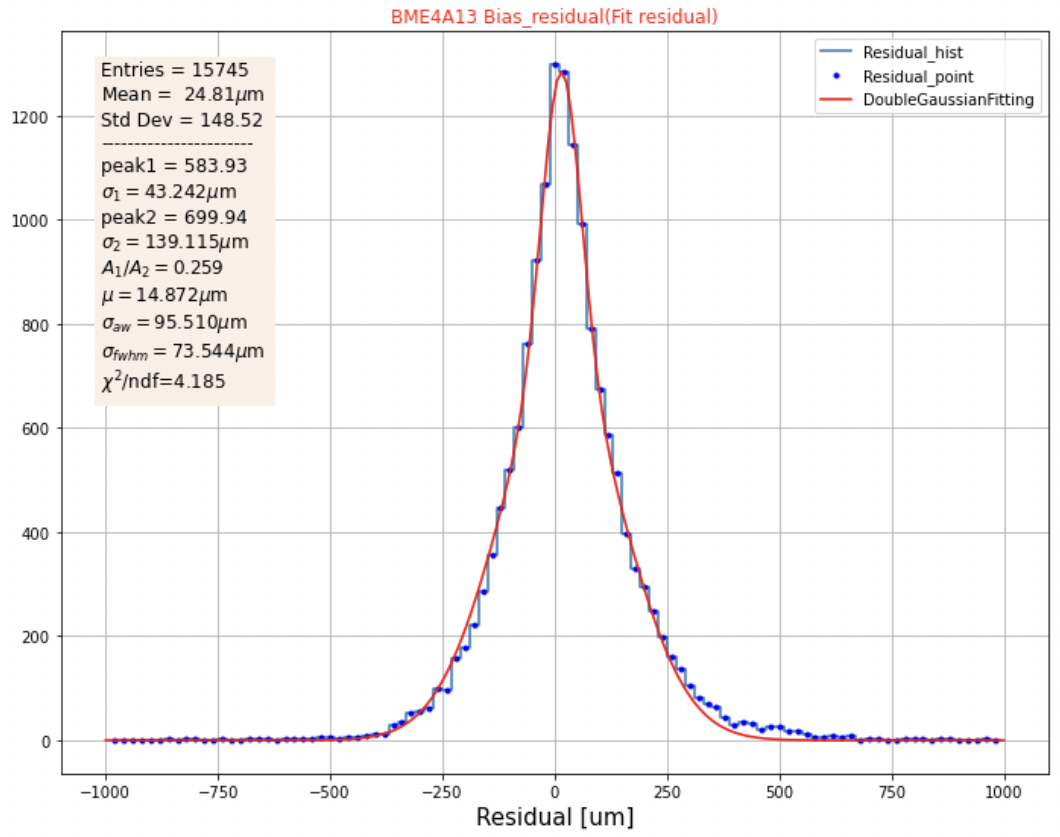 BME4A13 Bias_residual(Fit residual)
Entries = 15745
Mean =  24.81μm
Std Dev = 148.52
------------------------
peak1 = 583.93
σ₁ = 43.242μm
peak2 = 699.94
σ₂ = 139.115μm
A₁/A₂ = 0.259
μ = 14.872μm
σ_aw = 95.510μm
σ_fwhm = 73.544μm
χ²/ndf=4.185
Residual_hist
Residual_point
DoubleGaussianFitting
1200
1000
800
600
400
200
0
−1000 −750 −500 −250 0 250 500 750 1000
Residual [um]